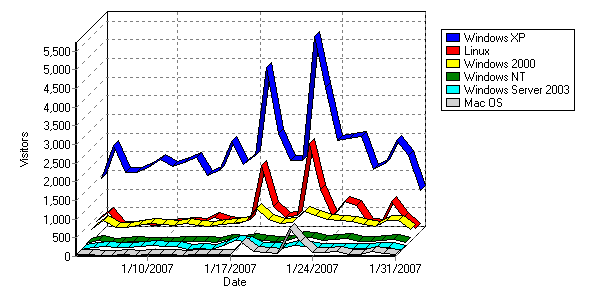 5,500
5,000
4,500
4,000
3,500
3,000
2,500
2,000
1,500
1,000
500
0
Visitors
1/10/2007
1/17/2007
1/24/2007
1/31/2007
Date
Windows XP
Linux
Windows 2000
Windows NT
Windows Server 2003
Mac OS